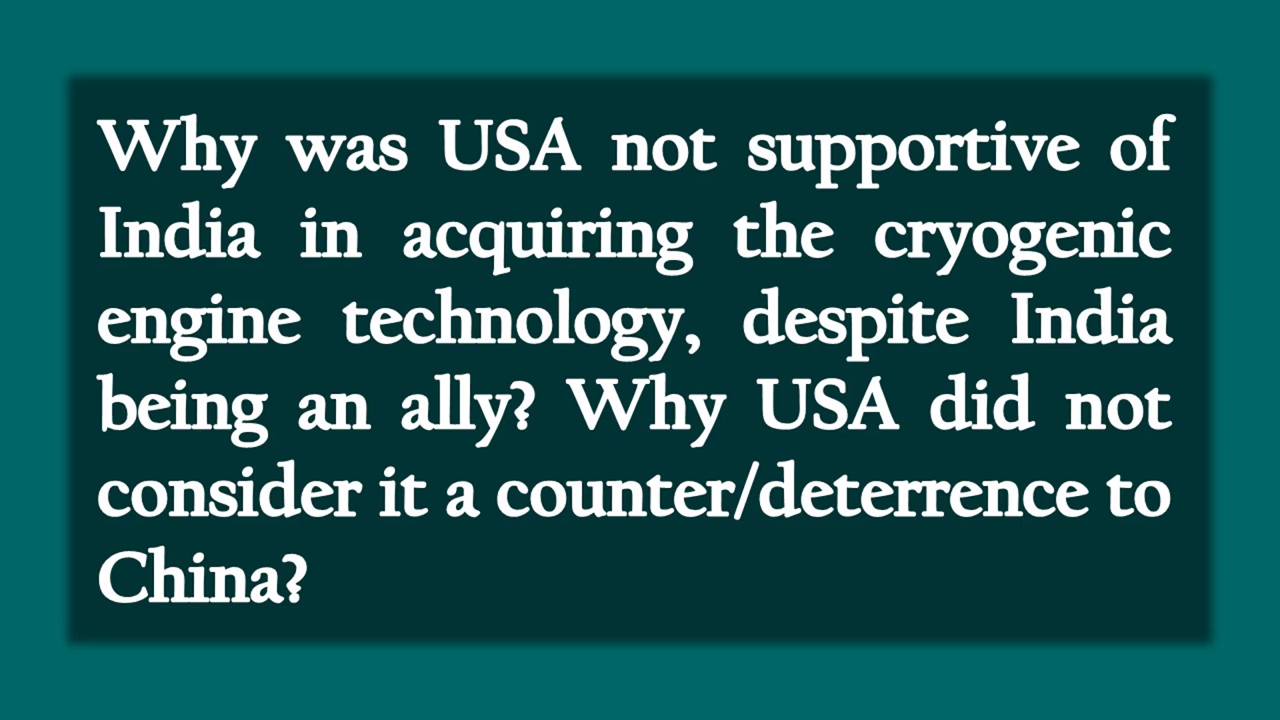 Why was USA not supportive of
India in acquiring the cryogenic
engine technology, despite India
being an ally? Why USA did not
consider it a counter/deterrence to
China?